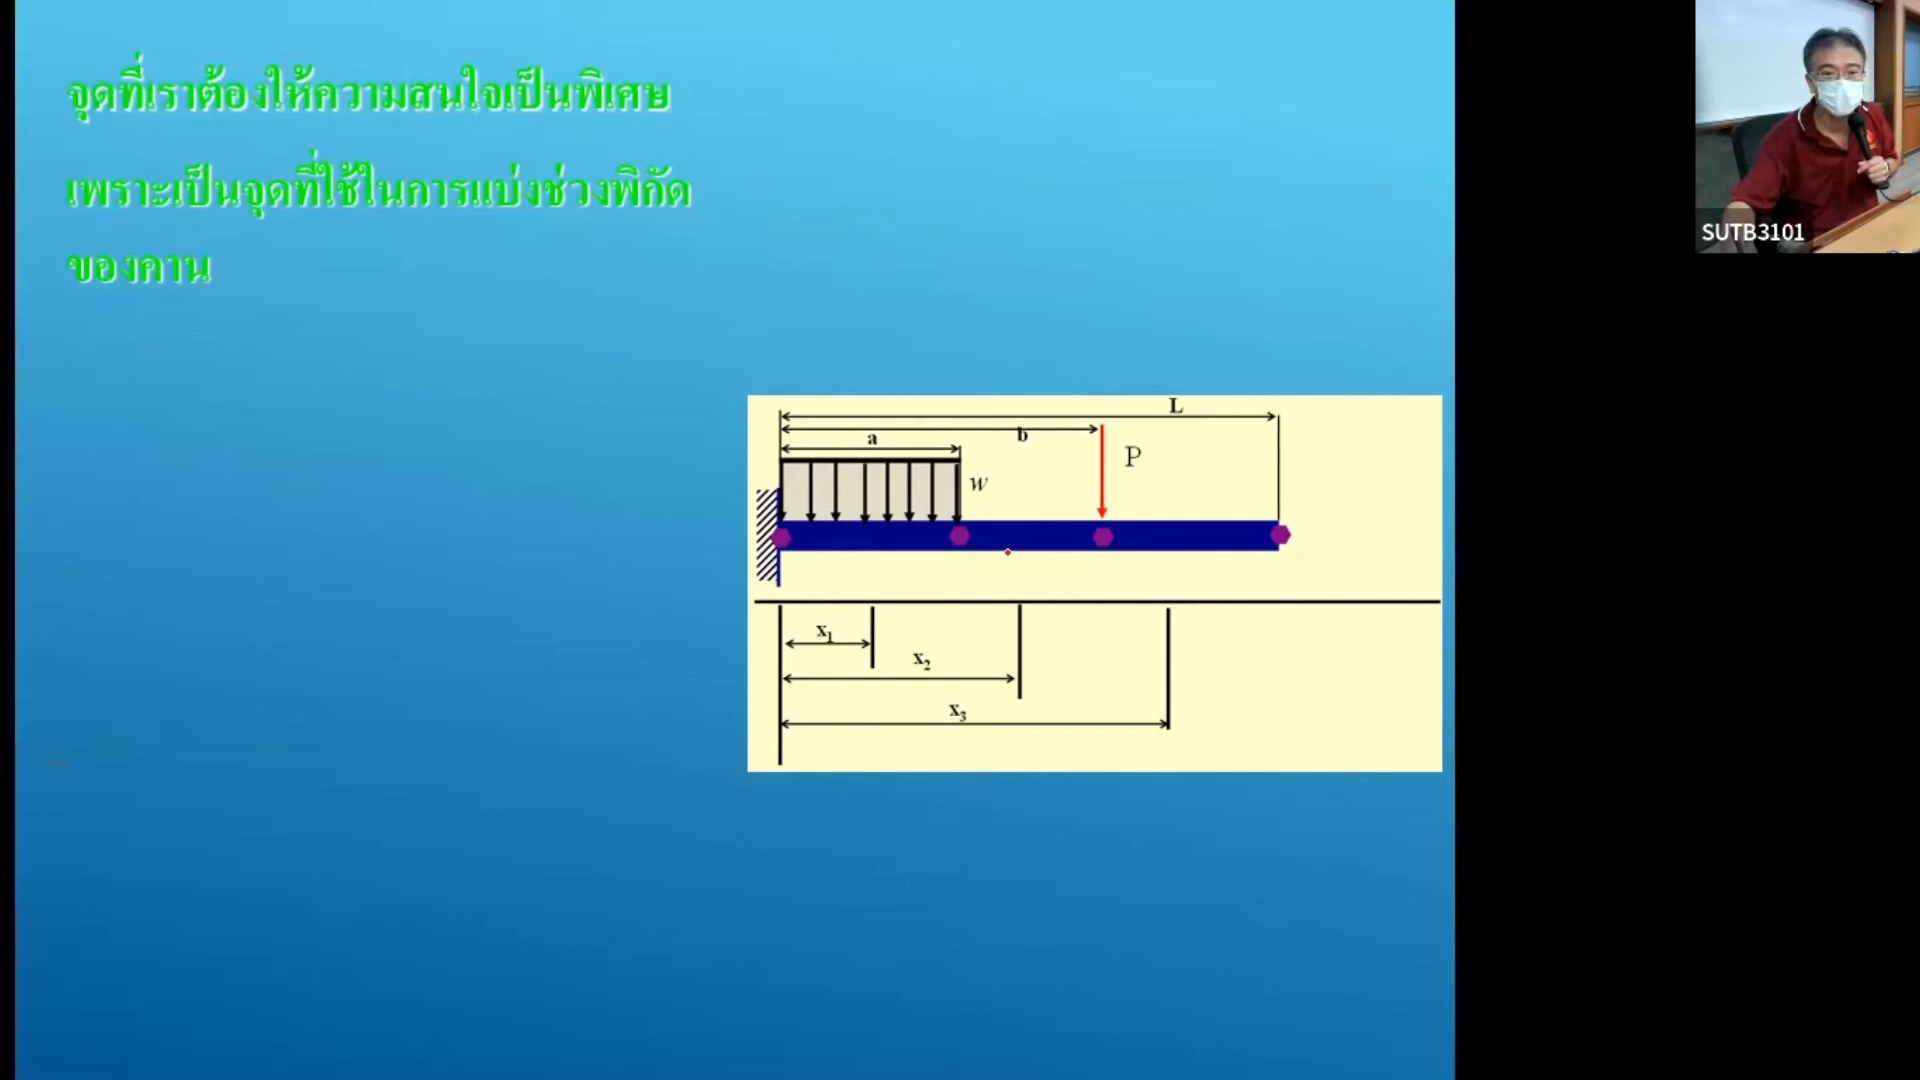 จุดที่เราต้องให้ความสนใจเป็นพิเศษ
เพราะเป็นจุดที่ใช้ในการแบ่งช่วงพิกัด
ของคาน
SUTB3101
L
b
a
P
w
x₁
x₂
x₃